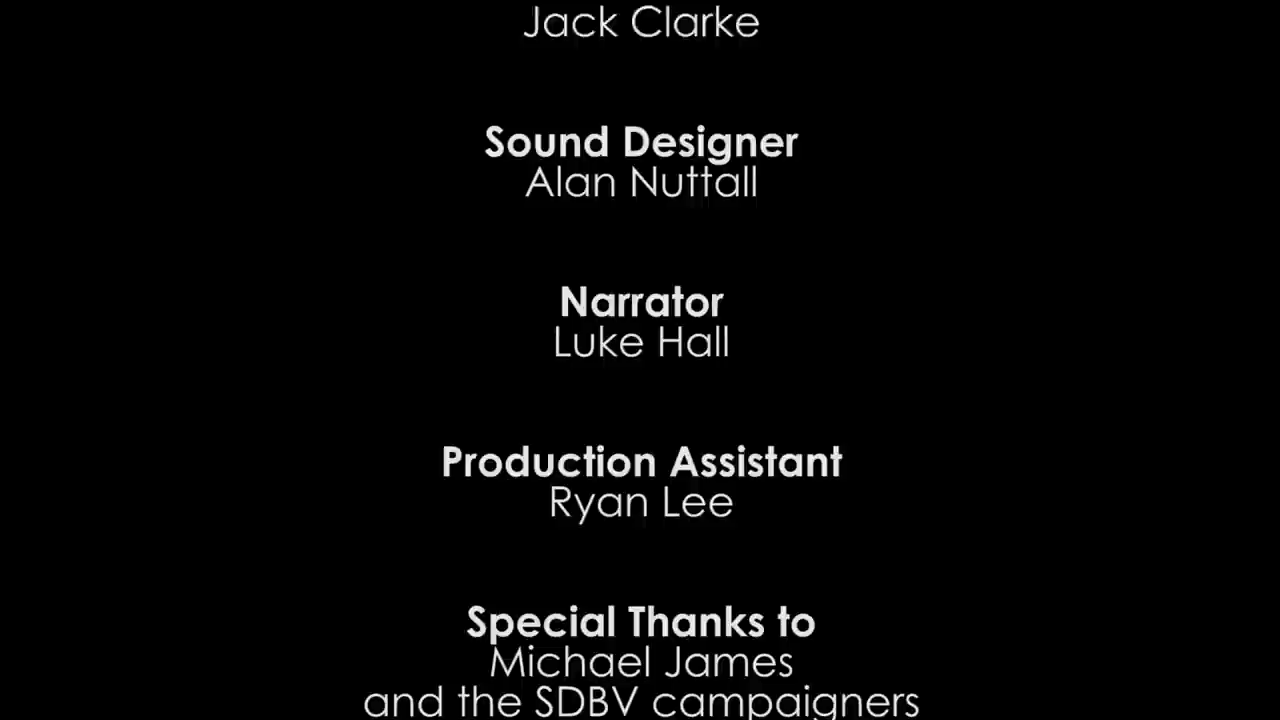 Jack Clarke
Sound Designer
Alan Nuttall
Narrator
Luke Hall
Production Assistant
Ryan Lee
Special Thanks to
Michael James
and the SDBV campaigners